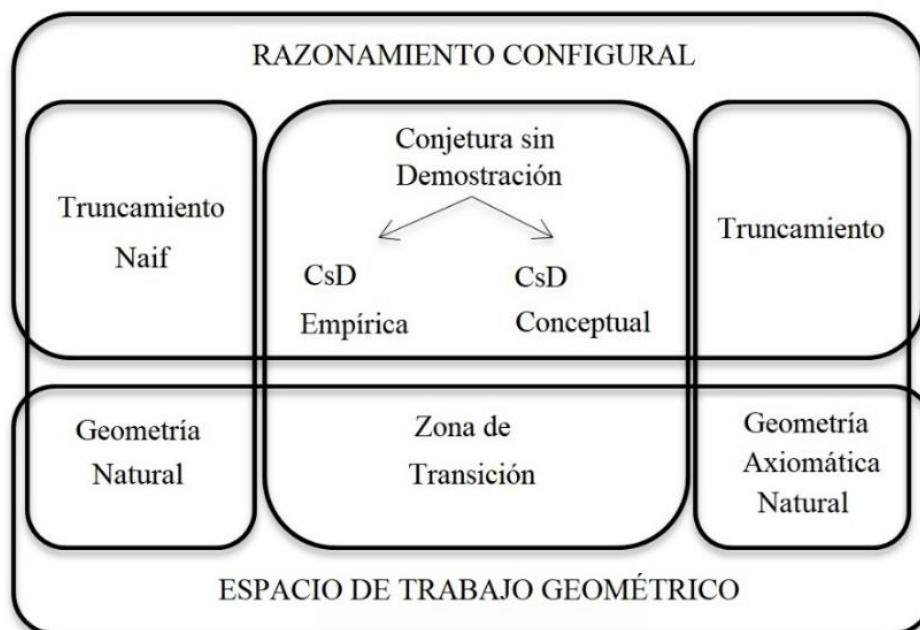 RAZONAMIENTO CONFIGURAL
Truncamiento
Naif
Conjetura sin
Demostración
CsD
Empírica
CsD
Conceptual
Truncamiento
Geometría
Natural
Zona de
Transición
Geometría
Axiomática
Natural
ESPACIO DE TRABAJO GEOMÉTRICO